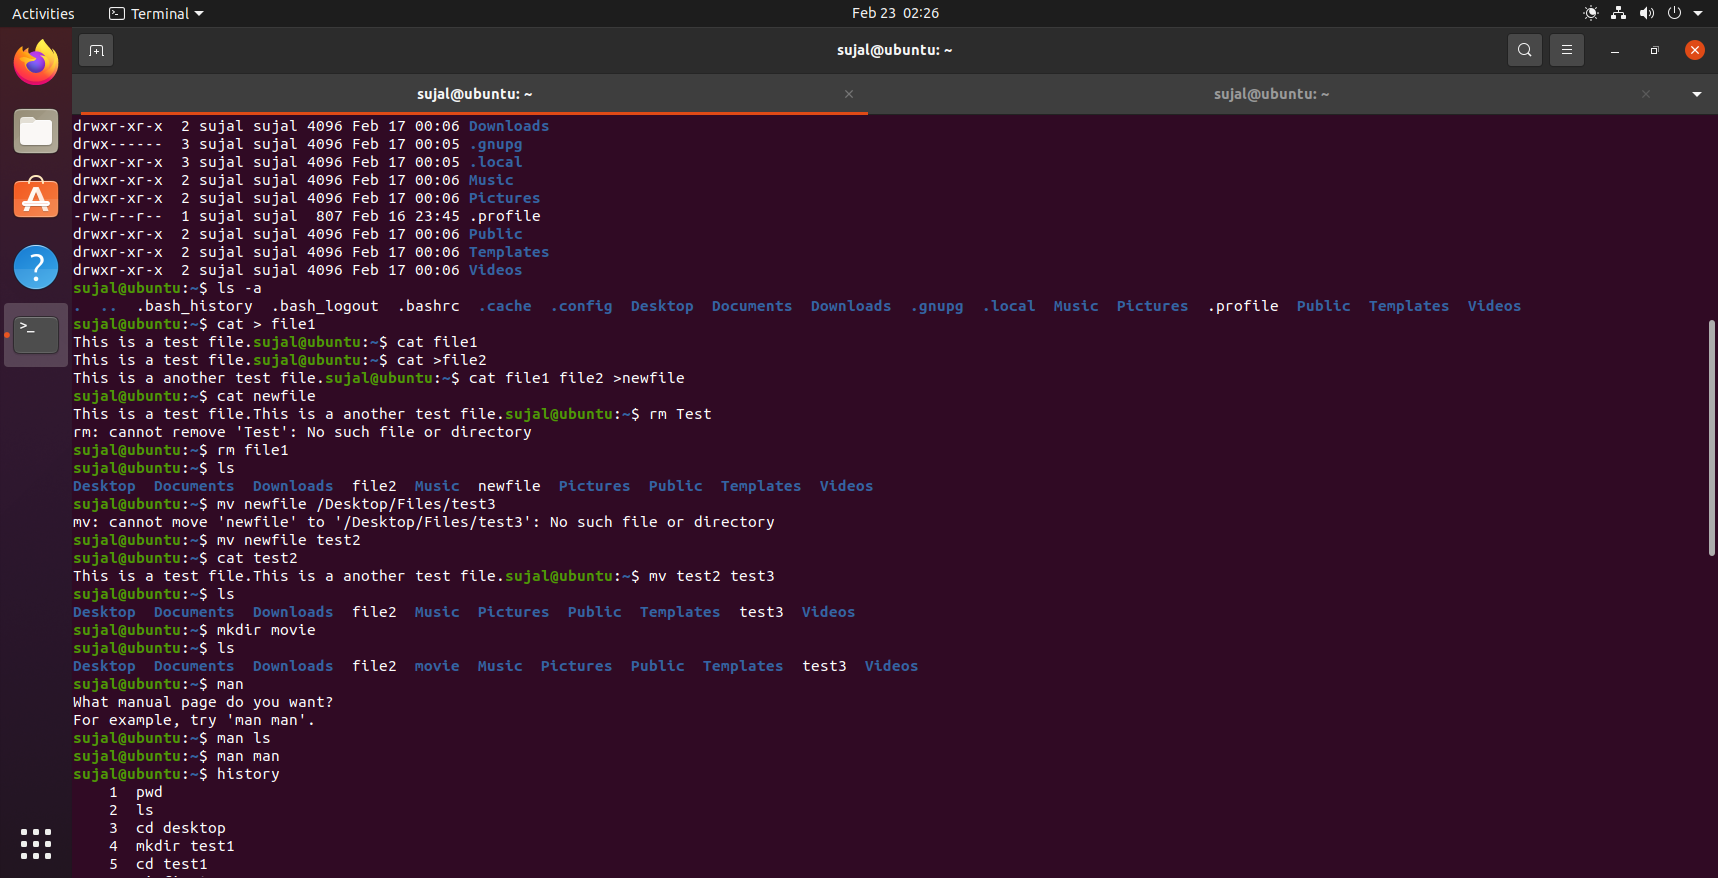 Activities Terminal Feb 23 02:26
sujal@ubuntu: ~
sujal@ubuntu: ~ sujal@ubuntu: ~
drwxr-xr-x  2 sujal sujal 4096 Feb 17 00:06 Downloads
drwx------  3 sujal sujal 4096 Feb 17 00:05 .gnupg
drwxr-xr-x  3 sujal sujal 4096 Feb 17 00:05 .local
drwxr-xr-x  2 sujal sujal 4096 Feb 17 00:06 Music
drwxr-xr-x  2 sujal sujal 4096 Feb 17 00:06 Pictures
-rw-r--r--  1 sujal sujal  807 Feb 16 23:45 .profile
drwxr-xr-x  2 sujal sujal 4096 Feb 17 00:06 Public
drwxr-xr-x  2 sujal sujal 4096 Feb 17 00:06 Templates
drwxr-xr-x  2 sujal sujal 4096 Feb 17 00:06 Videos
sujal@ubuntu:~$ ls -a
.  ..  .bash_history  .bash_logout  .bashrc  .cache  .config  Desktop  Documents  Downloads  .gnupg  .local  Music  Pictures  .profile  Public  Templates  Videos
sujal@ubuntu:~$ cat > file1
This is a test file.sujal@ubuntu:~$ cat file1
This is a test file.sujal@ubuntu:~$ cat >file2
This is a another test file.sujal@ubuntu:~$ cat file1 file2 >newfile
sujal@ubuntu:~$ cat newfile
This is a test file.This is a another test file.sujal@ubuntu:~$ rm Test
rm: cannot remove 'Test': No such file or directory
sujal@ubuntu:~$ rm file1
sujal@ubuntu:~$ ls
Desktop  Documents  Downloads  file2  Music  newfile  Pictures  Public  Templates  Videos
sujal@ubuntu:~$ mv newfile /Desktop/Files/test3
mv: cannot move 'newfile' to '/Desktop/Files/test3': No such file or directory
sujal@ubuntu:~$ mv newfile test2
sujal@ubuntu:~$ cat test2
This is a test file.This is a another test file.sujal@ubuntu:~$ mv test2 test3
sujal@ubuntu:~$ ls
Desktop  Documents  Downloads  file2  Music  Pictures  Public  Templates  test3  Videos
sujal@ubuntu:~$ mkdir movie
sujal@ubuntu:~$ ls
Desktop  Documents  Downloads  file2  movie  Music  Pictures  Public  Templates  test3  Videos
sujal@ubuntu:~$ man
What manual page do you want?
For example, try 'man man'.
sujal@ubuntu:~$ man ls
sujal@ubuntu:~$ man man
sujal@ubuntu:~$ history
    1  pwd
    2  ls
    3  cd desktop
    4  mkdir test1
    5  cd test1